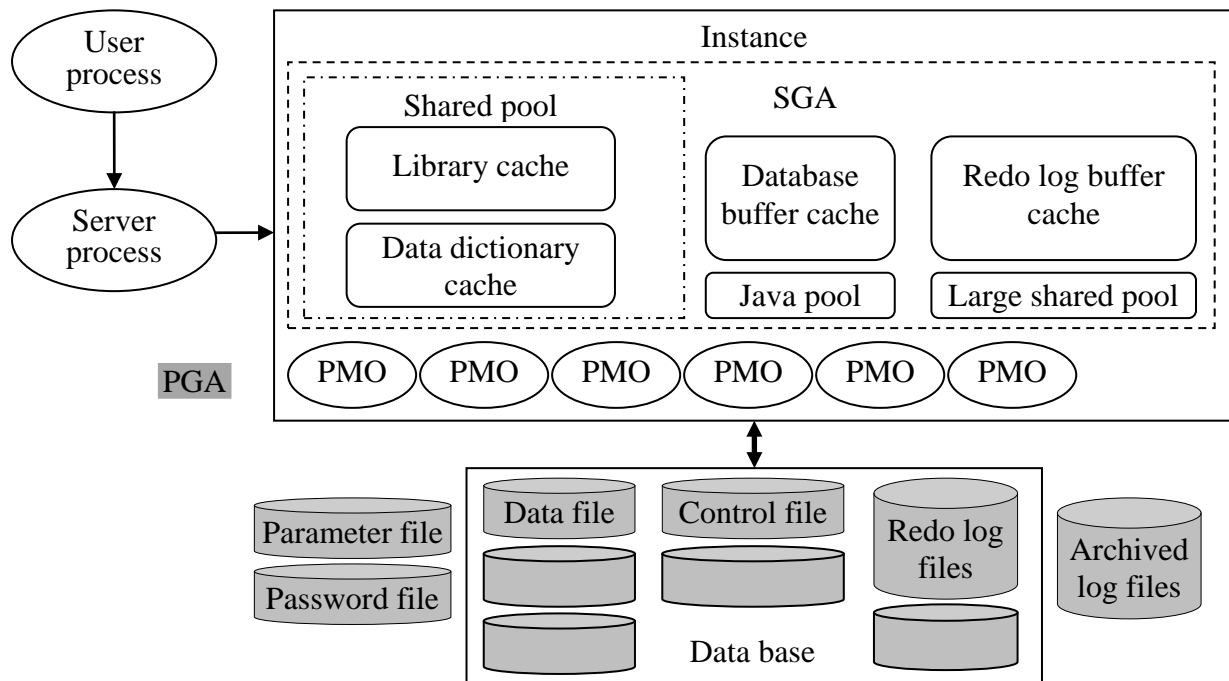 User
process
Server
process
PGA
Instance
SGA
Shared pool
Library cache
Data dictionary
cache
Database
buffer cache
Redo log buffer
cache
Java pool
Large shared pool
PMO
PMO
PMO
PMO
PMO
PMO
Parameter file
Password file
Data file
Control file
Redo log
files
Data base
Archived
log files